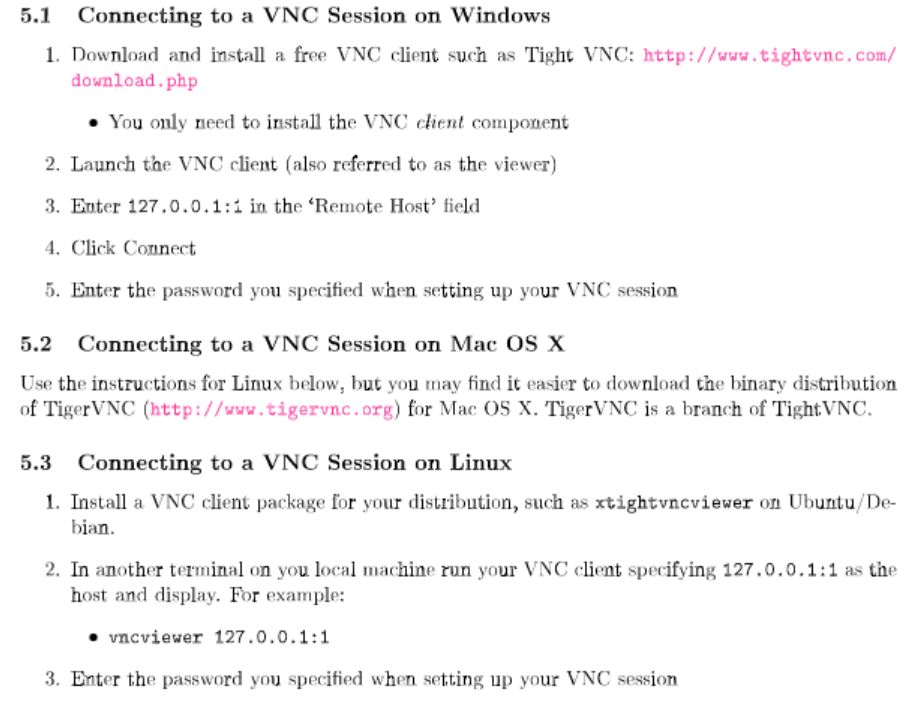 5.1 Connecting to a VNC Session on Windows
1. Download and install a free VNC client such as Tight VNC: http://www.tightvnc.com/
download.php
• You only need to install the VNC client component
2. Launch the VNC client (also referred to as the viewer)
3. Enter 127.0.0.1:1 in the ‘Remote Host’ field
4. Click Connect
5. Enter the password you specified when setting up your VNC session
5.2 Connecting to a VNC Session on Mac OS X
Use the instructions for Linux below, but you may find it easier to download the binary distribution
of TigerVNC (http://www.tigervnc.org) for Mac OS X. TigerVNC is a branch of TightVNC.
5.3 Connecting to a VNC Session on Linux
1. Install a VNC client package for your distribution, such as xtightvncviewer on Ubuntu/De-
bian.
2. In another terminal on you local machine run your VNC client specifying 127.0.0.1:1 as the
host and display. For example:
• vncviewer 127.0.0.1:1
3. Enter the password you specified when setting up your VNC session